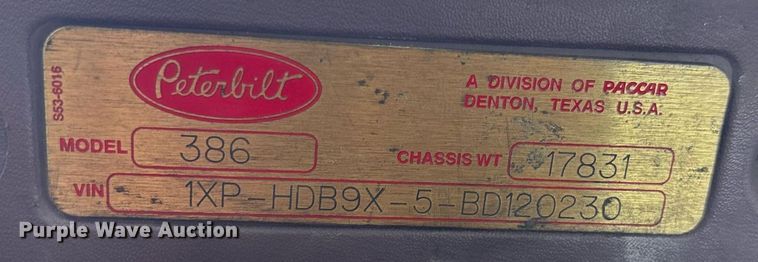 Peterbilt
A DIVISION OF PACCAR
DENTON, TEXAS U.S.A.
S53-6016
MODEL 386 CHASSIS WT 17831
VIN 1XP-HDB9X-5-BD120230
Purple Wave Auction